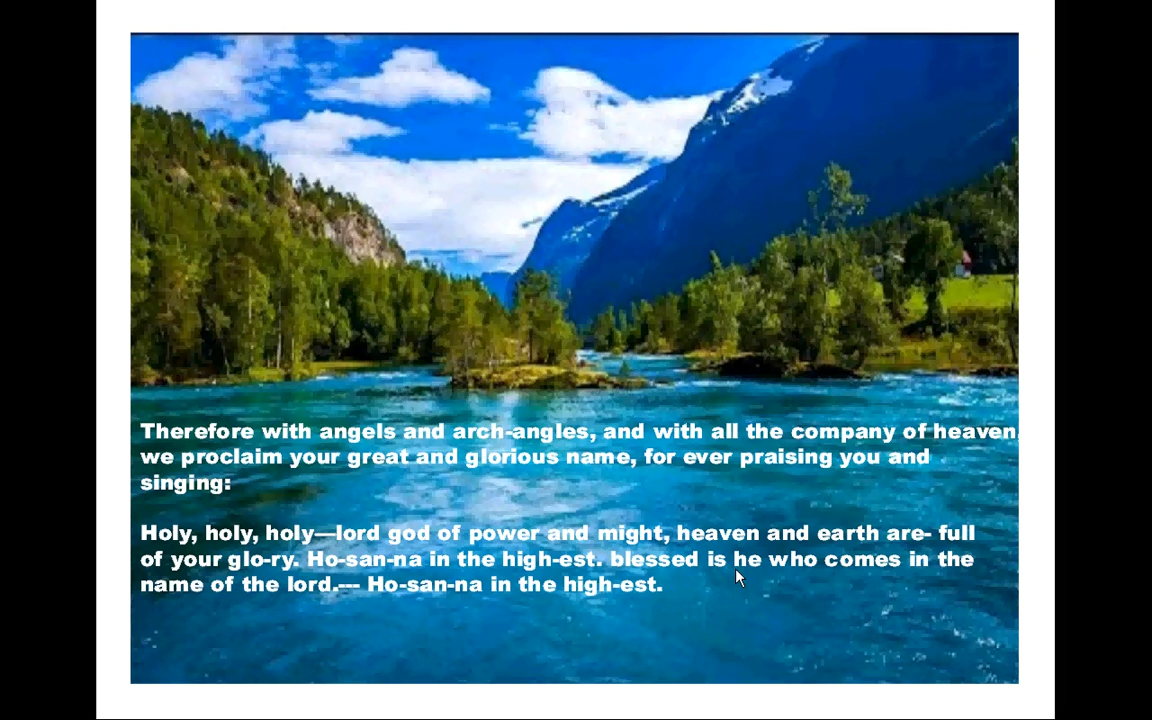 Therefore with angels and arch-angles, and with all the company of heaven,
we proclaim your great and glorious name, for ever praising you and
singing:
Holy, holy, holy—lord god of power and might, heaven and earth are- full
of your glo-ry. Ho-san-na in the high-est. blessed is he who comes in the
name of the lord.--- Ho-san-na in the high-est.